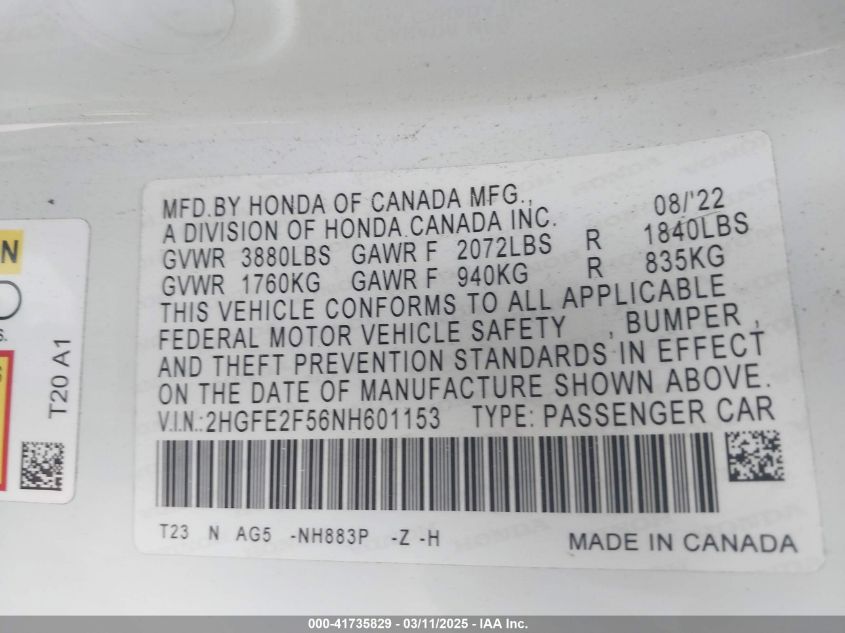 MFD.BY HONDA OF CANADA MFG., 08/'22
A DIVISION OF HONDA CANADA INC.
GVWR 3880LBS GAWR F 2072LBS R 1840LBS
GVWR 1760KG GAWR F 940KG R 835KG
THIS VEHICLE CONFORMS TO ALL APPLICABLE
FEDERAL MOTOR VEHICLE SAFETY , BUMPER ,
AND THEFT PREVENTION STANDARDS IN EFFECT
ON THE DATE OF MANUFACTURE SHOWN ABOVE.
V.I.N.:2HGFE2F56NH601153 TYPE: PASSENGER CAR
T23 N AG5 -NH883P -Z -H
MADE IN CANADA
T20 A1
000-41735829 - 03/11/2025 - IAA Inc.